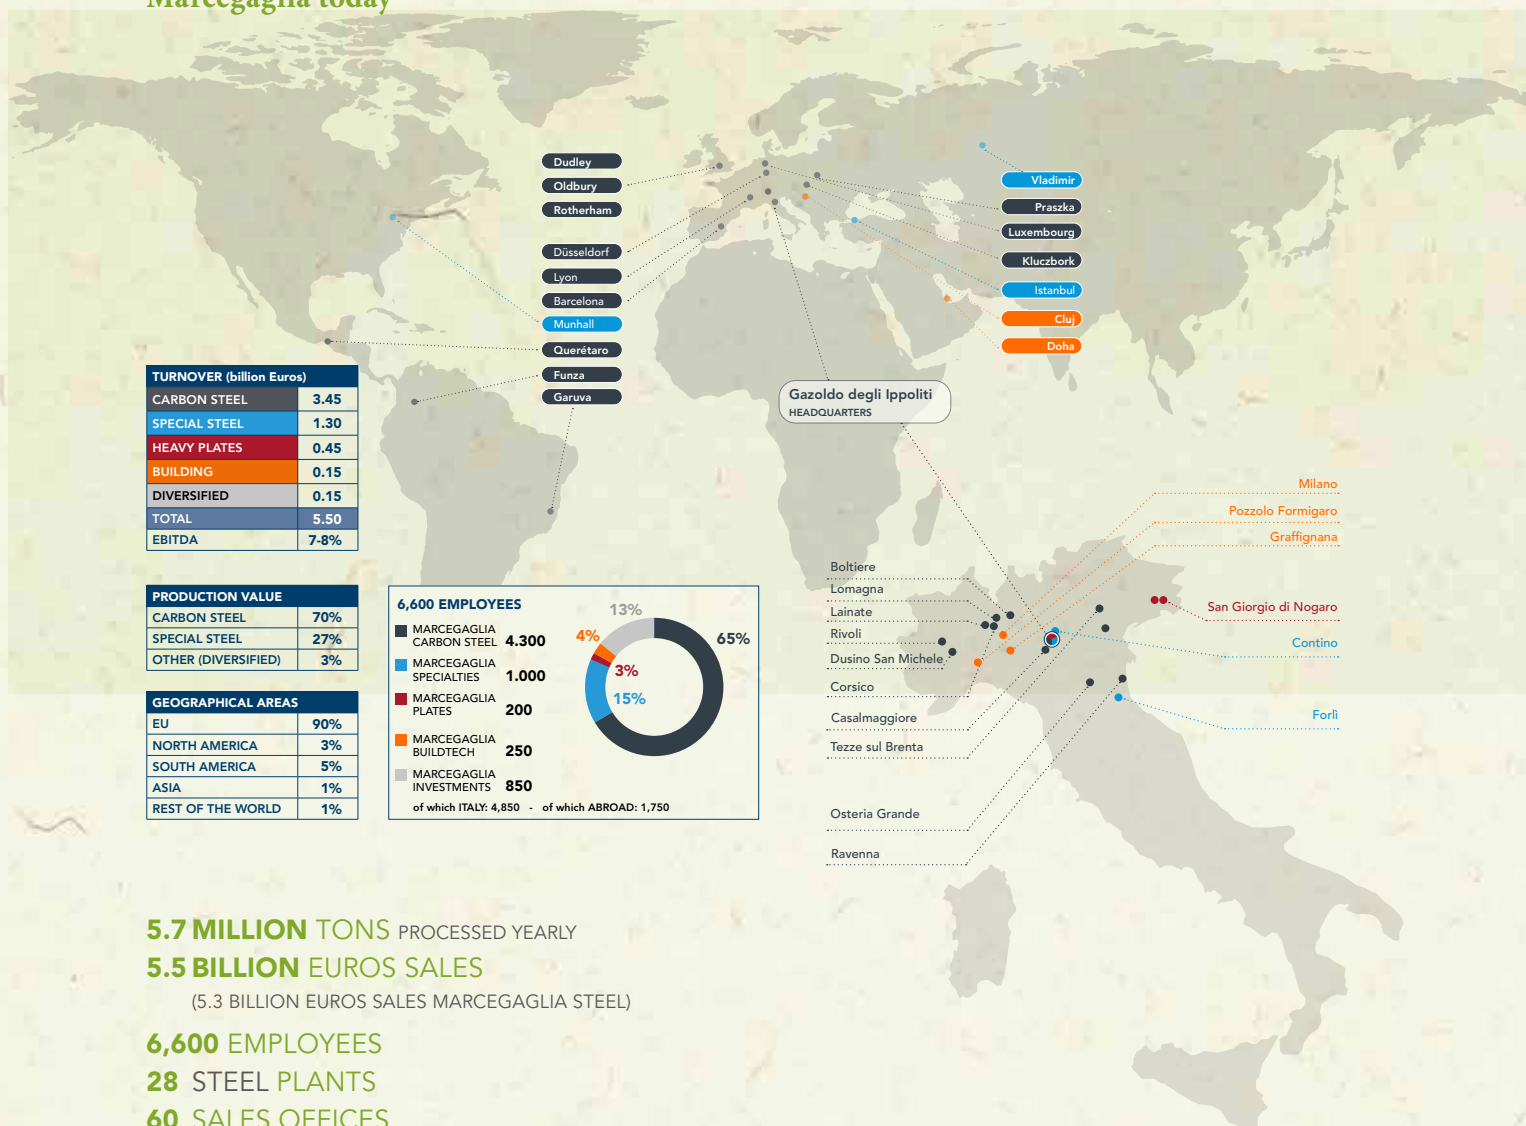 Marcegaglia today
Dudley
Oldbury
Rotherham
Düsseldorf
Lyon
Barcelona
Munhall
Querétaro
Funza
Garuva
Vladimir
Praszka
Luxembourg
Kluczbork
Istanbul
Cluj
Doha
Gazoldo degli Ippoliti
HEADQUARTERS
TURNOVER (billion Euros)
CARBON STEEL 3.45
SPECIAL STEEL 1.30
HEAVY PLATES 0.45
BUILDING 0.15
DIVERSIFIED 0.15
TOTAL 5.50
EBITDA 7-8%
PRODUCTION VALUE
CARBON STEEL 70%
SPECIAL STEEL 27%
OTHER (DIVERSIFIED) 3%
GEOGRAPHICAL AREAS
EU 90%
NORTH AMERICA 3%
SOUTH AMERICA 5%
ASIA 1%
REST OF THE WORLD 1%
6,600 EMPLOYEES
MARCEGAGLIA
CARBON STEEL 4.300
MARCEGAGLIA
SPECIALTIES 1.000
MARCEGAGLIA
PLATES 200
MARCEGAGLIA
BUILDTECH 250
MARCEGAGLIA
INVESTMENTS 850
13%
4%
65%
3%
15%
of which ITALY: 4,850 - of which ABROAD: 1,750
Milano
Pozzolo Formigaro
Graffignana
Boltiere
Lomagna
Lainate
Rivoli
Dusino San Michele
Corsico
Casalmaggiore
Tezze sul Brenta
Osteria Grande
Ravenna
San Giorgio di Nogaro
Contino
Forlì
5.7 MILLION TONS PROCESSED YEARLY
5.5 BILLION EUROS SALES
(5.3 BILLION EUROS SALES MARCEGAGLIA STEEL)
6,600 EMPLOYEES
28 STEEL PLANTS
60 SALES OFFICES